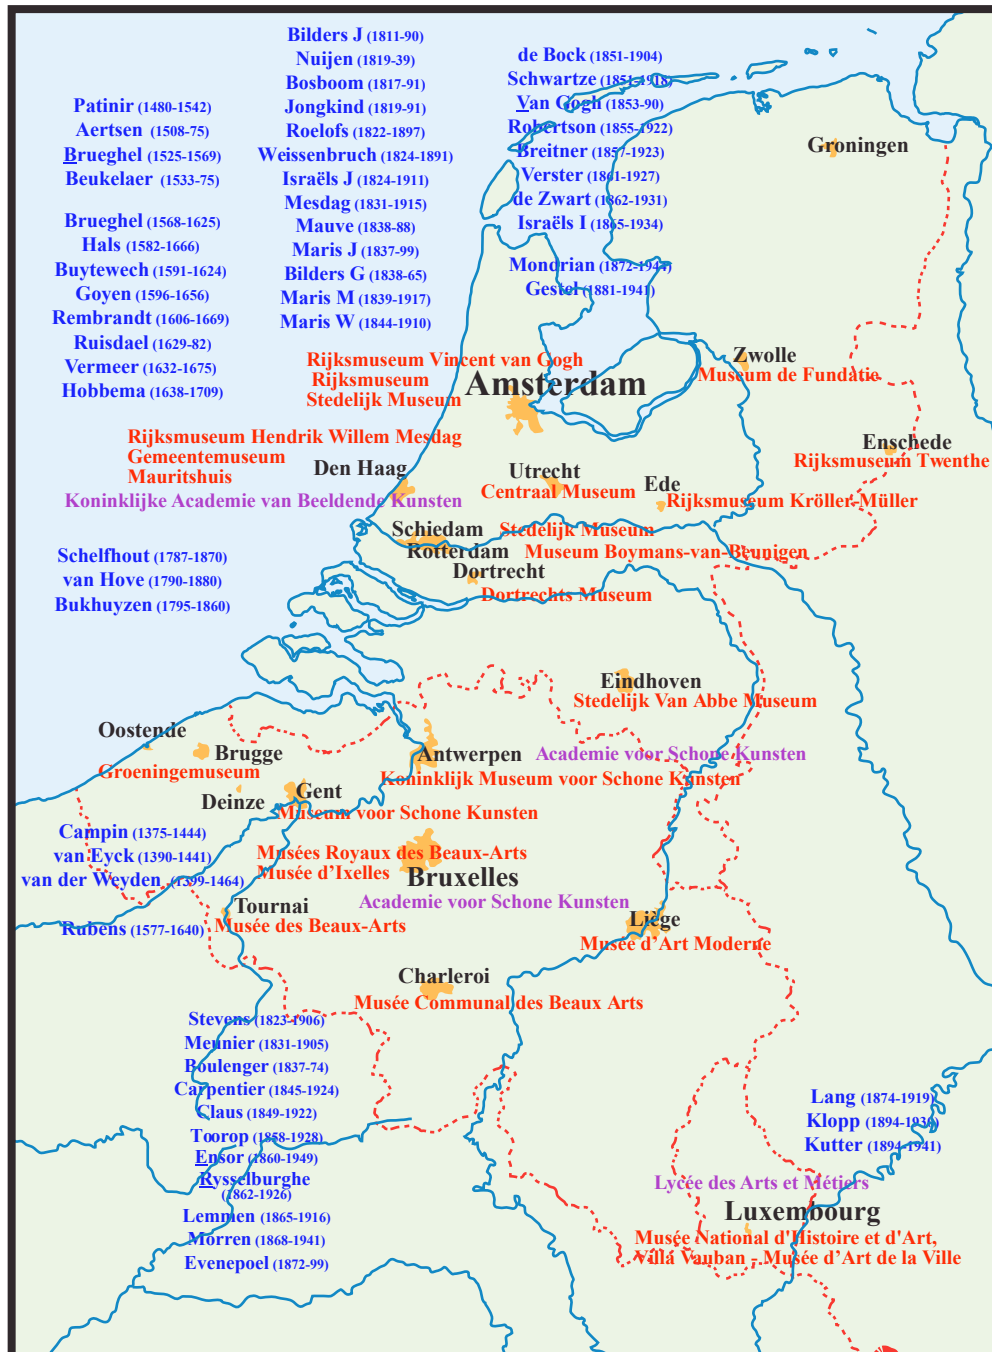 Patinir (1480-1542)
Aertsen (1508-75)
Brueghel (1525-1569)
Beukelaer (1533-75)
Brueghel (1568-1625)
Hals (1582-1666)
Buytewech (1591-1624)
Goyen (1596-1656)
Rembrandt (1606-1669)
Ruisdael (1629-82)
Vermeer (1632-1675)
Hobbema (1638-1709)
Bilders J (1811-90)
Nuijen (1819-39)
Bosboom (1817-91)
Jongkind (1819-91)
Roelofs (1822-1897)
Weissenbruch (1824-1891)
Israëls J (1824-1911)
Mesdag (1831-1915)
Mauve (1838-88)
Maris J (1837-99)
Bilders G (1838-65)
Maris M (1839-1917)
Maris W (1844-1910)
de Bock (1851-1904)
Schwartze (1851-1918)
Van Gogh (1853-90)
Robertson (1855-1922)
Breitner (1857-1923)
Verster (1861-1927)
de Zwart (1862-1931)
Israëls I (1865-1934)
Mondrian (1872-1944)
Gestel (1881-1941)
Groningen
Rijksmuseum Vincent van Gogh
Rijksmuseum
Stedelijk Museum
Amsterdam
Zwolle
Museum de Fundatie
Rijksmuseum Hendrik Willem Mesdag
Gemeentemuseum
Mauritshuis
Den Haag
Koninklijke Academie van Beeldende Kunsten
Utrecht
Centraal Museum
Ede
Rijksmuseum Kröller-Müller
Enschede
Rijksmuseum Twenthe
Schiedam
Stedelijk Museum
Rotterdam
Museum Boymans-van-Beunigen
Dortrecht
Dortrechts Museum
Schelfhout (1787-1870)
van Hove (1790-1880)
Bukhuyzen (1795-1860)
Eindhoven
Stedelijk Van Abbe Museum
Oostende
Brugge
Groeningemuseum
Antwerpen
Academie voor Schone Kunsten
Koninklijk Museum voor Schone Kunsten
Deinze
Gent
Museum voor Schone Kunsten
Campin (1375-1444)
van Eyck (1390-1441)
van der Weyden (1399-1464)
Rubens (1577-1640)
Musées Royaux des Beaux-Arts
Musée d’Ixelles
Bruxelles
Academie voor Schone Kunsten
Tournai
Musée des Beaux-Arts
Liège
Musée d’Art Moderne
Charleroi
Musée Communal des Beaux Arts
Stevens (1823-1906)
Meunier (1831-1905)
Boulenger (1837-74)
Carpentier (1845-1924)
Claus (1849-1922)
Toorop (1858-1928)
Ensor (1860-1949)
Rysselburghe
(1862-1926)
Lemmen (1865-1916)
Morren (1868-1941)
Evenepoel (1872-99)
Lang (1874-1919)
Klopp (1894-1930)
Kutter (1894-1941)
Lycée des Arts et Métiers
Luxembourg
Musée National d'Histoire et d'Art,
Villa Vauban - Musée d’Art de la Ville